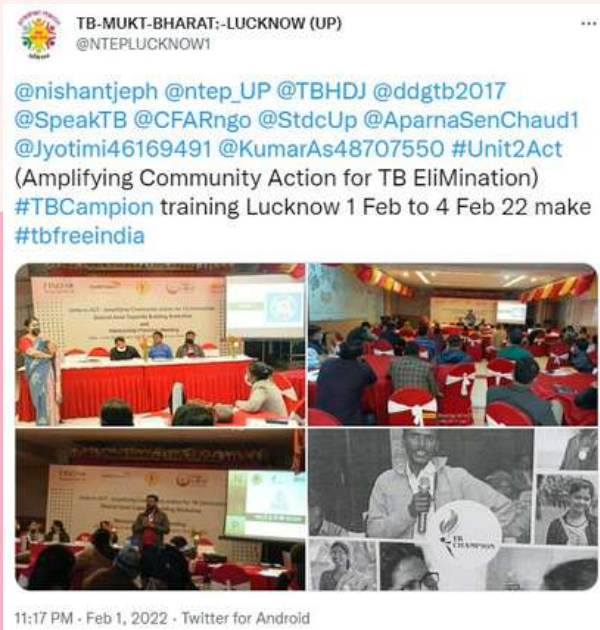 TB-MUKT-BHARAT:-LUCKNOW (UP)
@NTEPLUCKNOW1
@nishantjeph @ntep_UP @TBHDJ @ddgtb2017
@SpeakTB @CFARngo @StdcUp @AparnaSenChaud1
@Jyotimi46169491 @KumarAs48707550 #Unit2Act
(Amplifying Community Action for TB EliMination)
#TBCampion training Lucknow 1 Feb to 4 Feb 22 make
#tbfreeindia
TB
CHAMPION
11:17 PM · Feb 1, 2022 · Twitter for Android